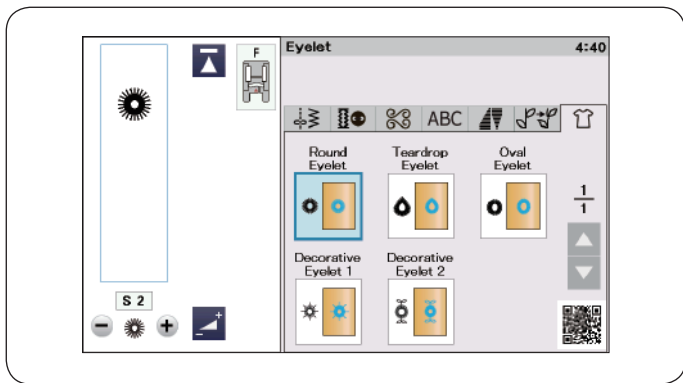 F
Eyelet 4:40
ABC
Round Eyelet
Teardrop Eyelet
Oval Eyelet
1
1
Decorative Eyelet 1
Decorative Eyelet 2
S 2